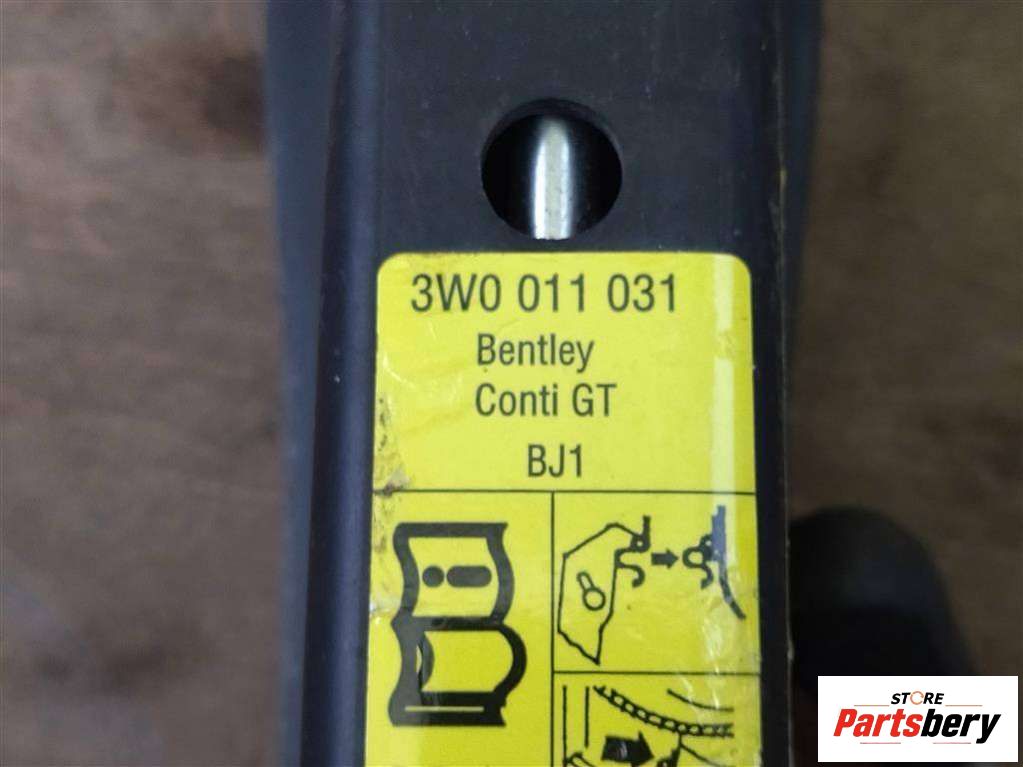 3W0 011 031
Bentley
Conti GT
BJ1
STORE
Partsbery